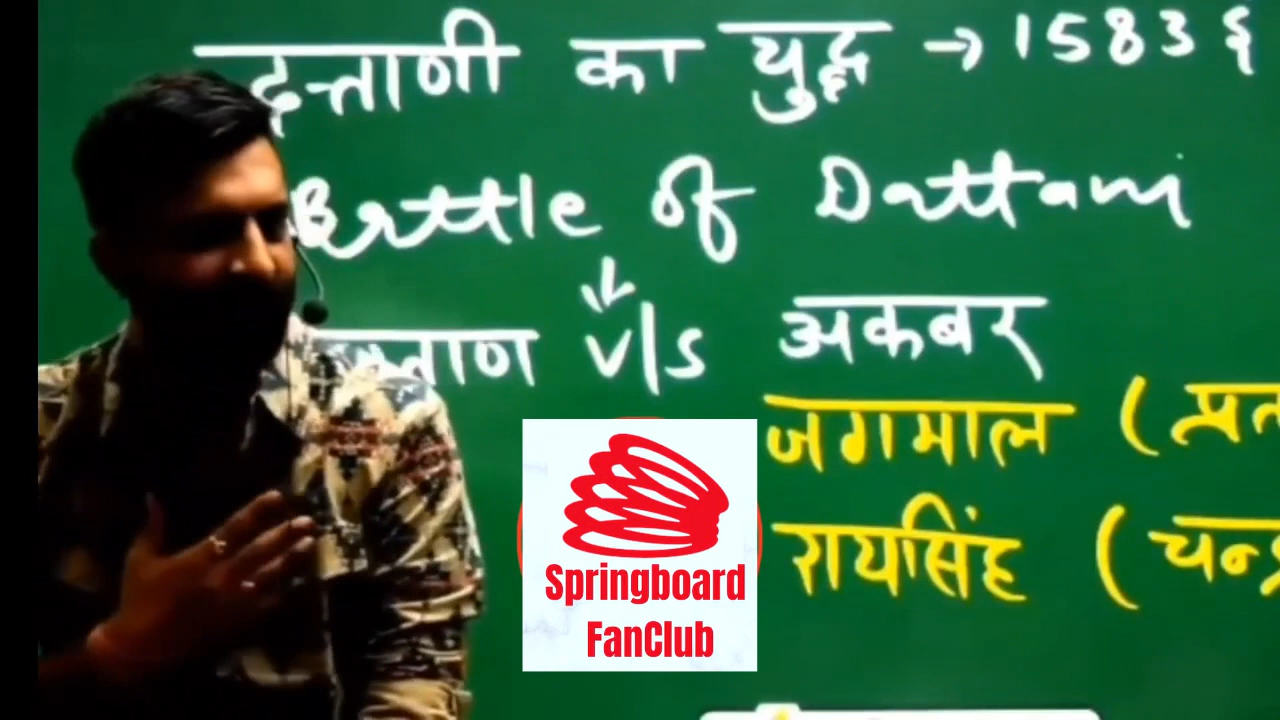 दत्ताणी का युद्ध → 1583 ई
Battle of Dattani
v/s अकबर
जगमाल (
रायसिंह (
Springboard
FanClub